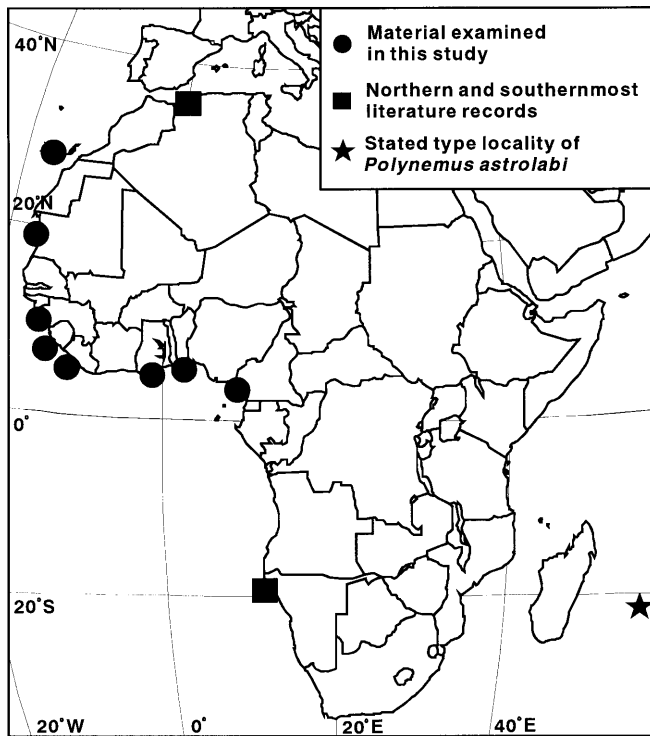 40°N
Material examined
in this study
Northern and southernmost
literature records
Stated type locality of
Polynemus astrolabi
20°N
0°
20°S
20°W
0°
20°E
40°E